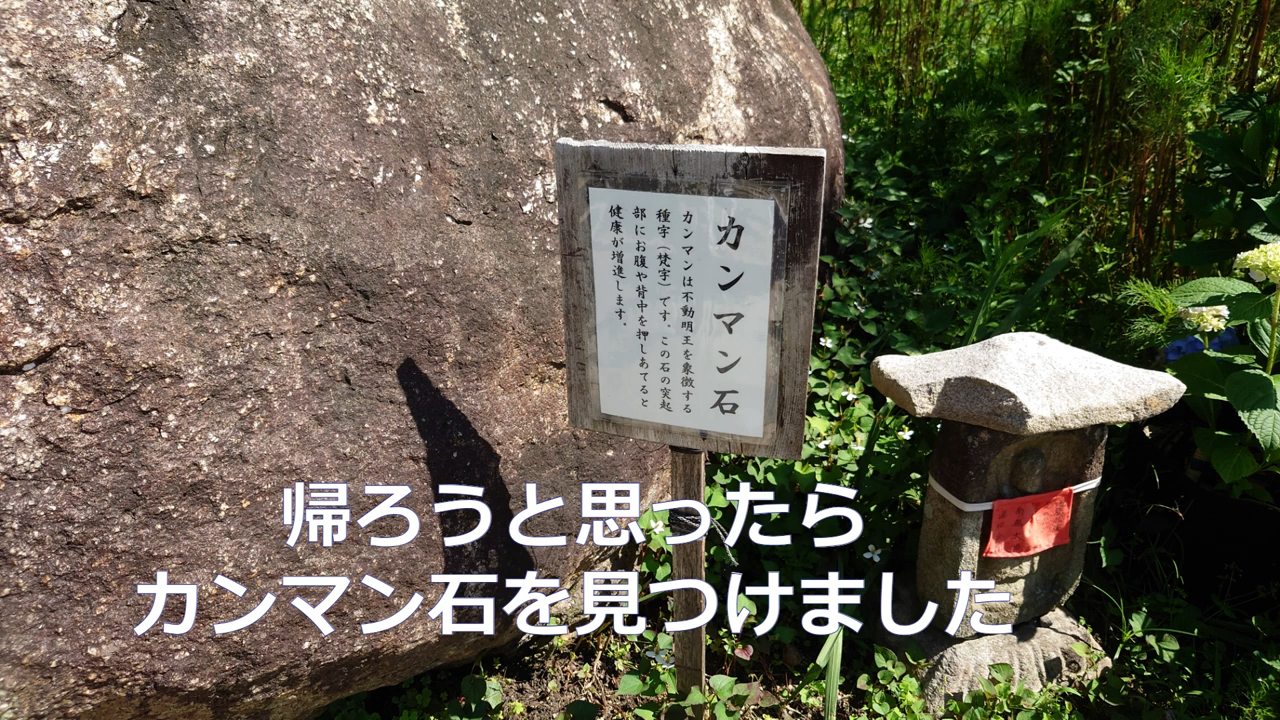 カンマン石
カンマンは不動明王を象徴する
種字（梵字）です。この石の突起
部にお腹や背中を押しあてると
健康が増進します。
帰ろうと思ったら
カンマン石を見つけました